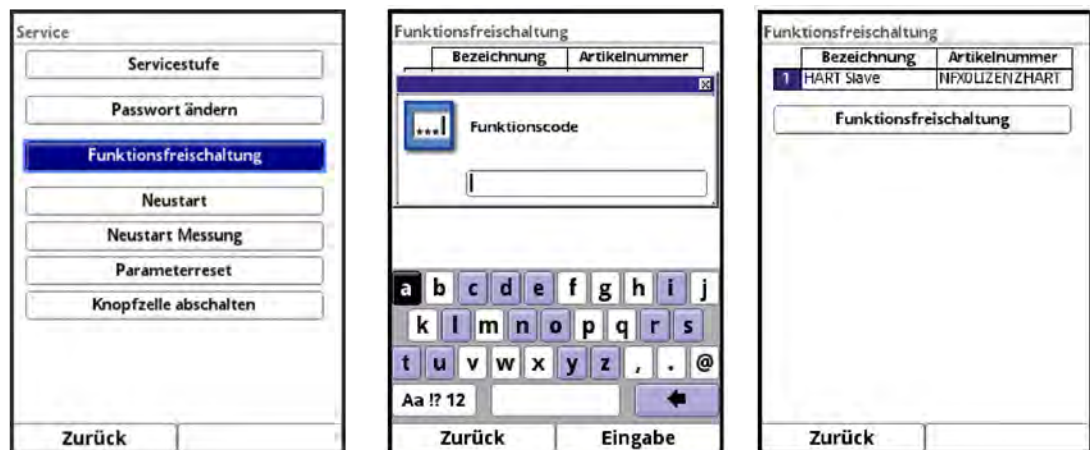 Service
Servicestufe
Passwort ändern
Funktionsfreischaltung
Neustart
Neustart Messung
Parameterreset
Knopfzelle abschalten
Zurück
Funktionsfreischaltung
Bezeichnung Artikelnummer
...
Funktionscode
a b c d e f g h i j
k l m n o p q r s
t u v w x y z , . @
Aa !? 12
Zurück Eingabe
Funktionsfreischaltung
Bezeichnung Artikelnummer
1 HART Slave NFX0LIZENZHART
Funktionsfreischaltung
Zurück